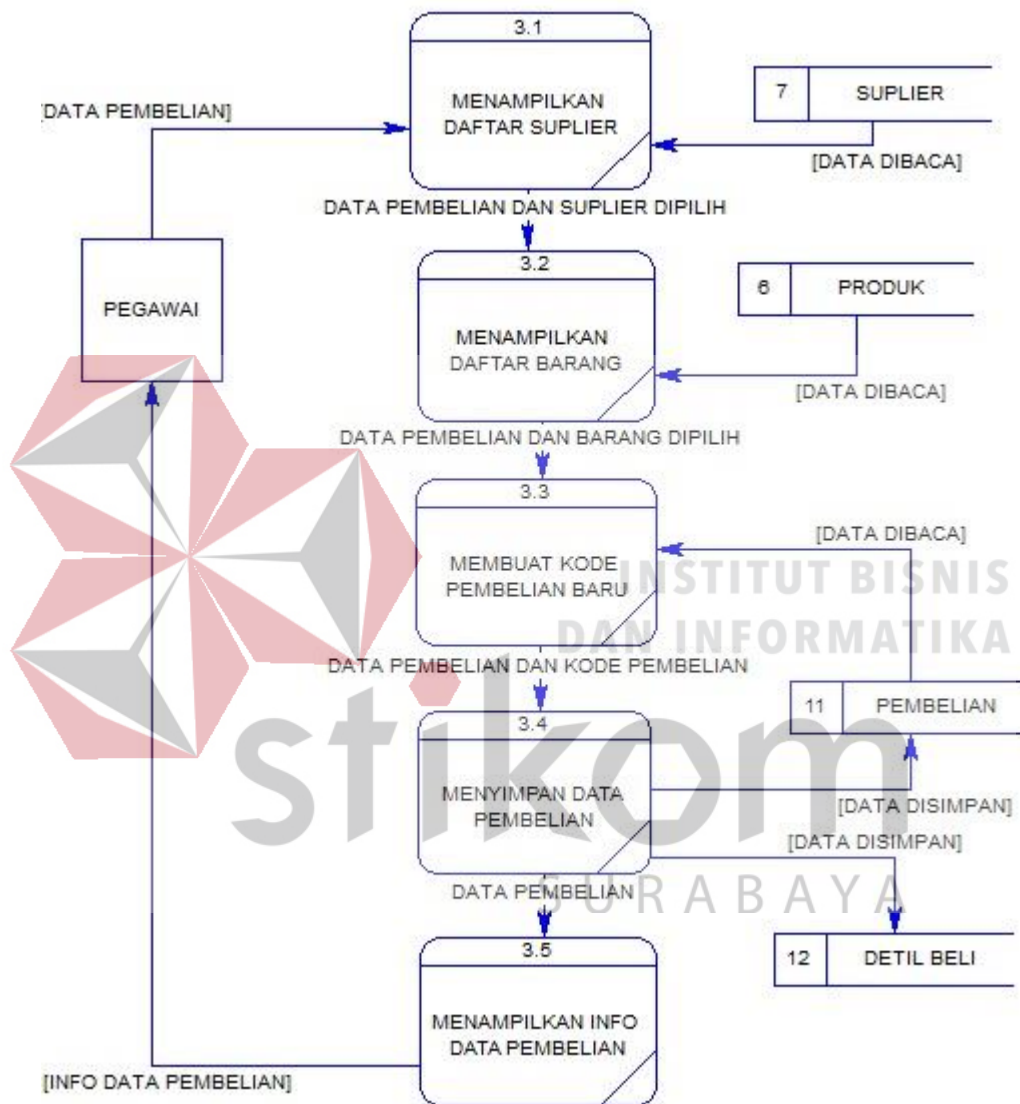 3.1
MENAMPILKAN
DAFTAR SUPLIER
7
SUPLIER
[DATA PEMBELIAN]
[DATA DIBACA]
DATA PEMBELIAN DAN SUPLIER DIPILIH
3.2
MENAMPILKAN
DAFTAR BARANG
6
PRODUK
PEGAWAI
[DATA DIBACA]
DATA PEMBELIAN DAN BARANG DIPILIH
3.3
MEMBUAT KODE
PEMBELIAN BARU
[DATA DIBACA]
INSTITUT BISNIS
DAN INFORMATIKA
DATA PEMBELIAN DAN KODE PEMBELIAN
11
PEMBELIAN
3.4
MENYIMPAN DATA
PEMBELIAN
stikom
[DATA DISIMPAN]
[DATA DISIMPAN]
DATA PEMBELIAN
SURABAYA
3.5
MENAMPILKAN INFO
DATA PEMBELIAN
12
DETIL BELI
[INFO DATA PEMBELIAN]